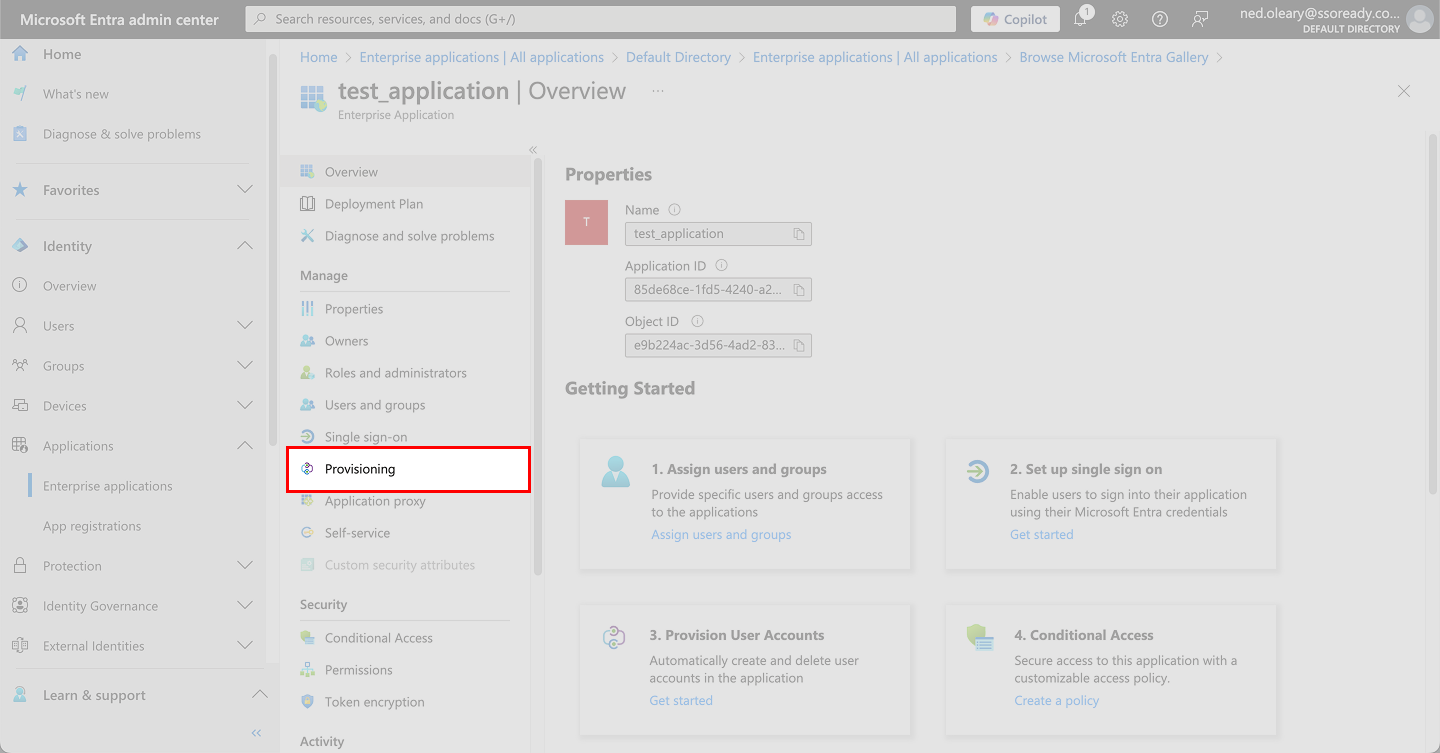 Microsoft Entra admin center
Search resources, services, and docs (G+/)
Copilot
1
ned.oleary@ssoready.co...
DEFAULT DIRECTORY
Home
What's new
Diagnose & solve problems
Favorites
Identity
Overview
Users
Groups
Devices
Applications
Enterprise applications
App registrations
Protection
Identity Governance
External Identities
Learn & support
Home > Enterprise applications | All applications > Default Directory > Enterprise applications | All applications > Browse Microsoft Entra Gallery >
test_application | Overview ...
Enterprise Application
Overview
Deployment Plan
Diagnose and solve problems
Manage
Properties
Owners
Roles and administrators
Users and groups
Single sign-on
Provisioning
Application proxy
Self-service
Custom security attributes
Security
Conditional Access
Permissions
Token encryption
Activity
Properties
T
Name
test_application
Application ID
85de68ce-1fd5-4240-a2...
Object ID
e9b224ac-3d56-4ad2-83...
Getting Started
1. Assign users and groups
Provide specific users and groups access
to the applications
Assign users and groups
2. Set up single sign on
Enable users to sign into their application
using their Microsoft Entra credentials
Get started
3. Provision User Accounts
Automatically create and delete user
accounts in the application
Get started
4. Conditional Access
Secure access to this application with a
customizable access policy.
Create a policy